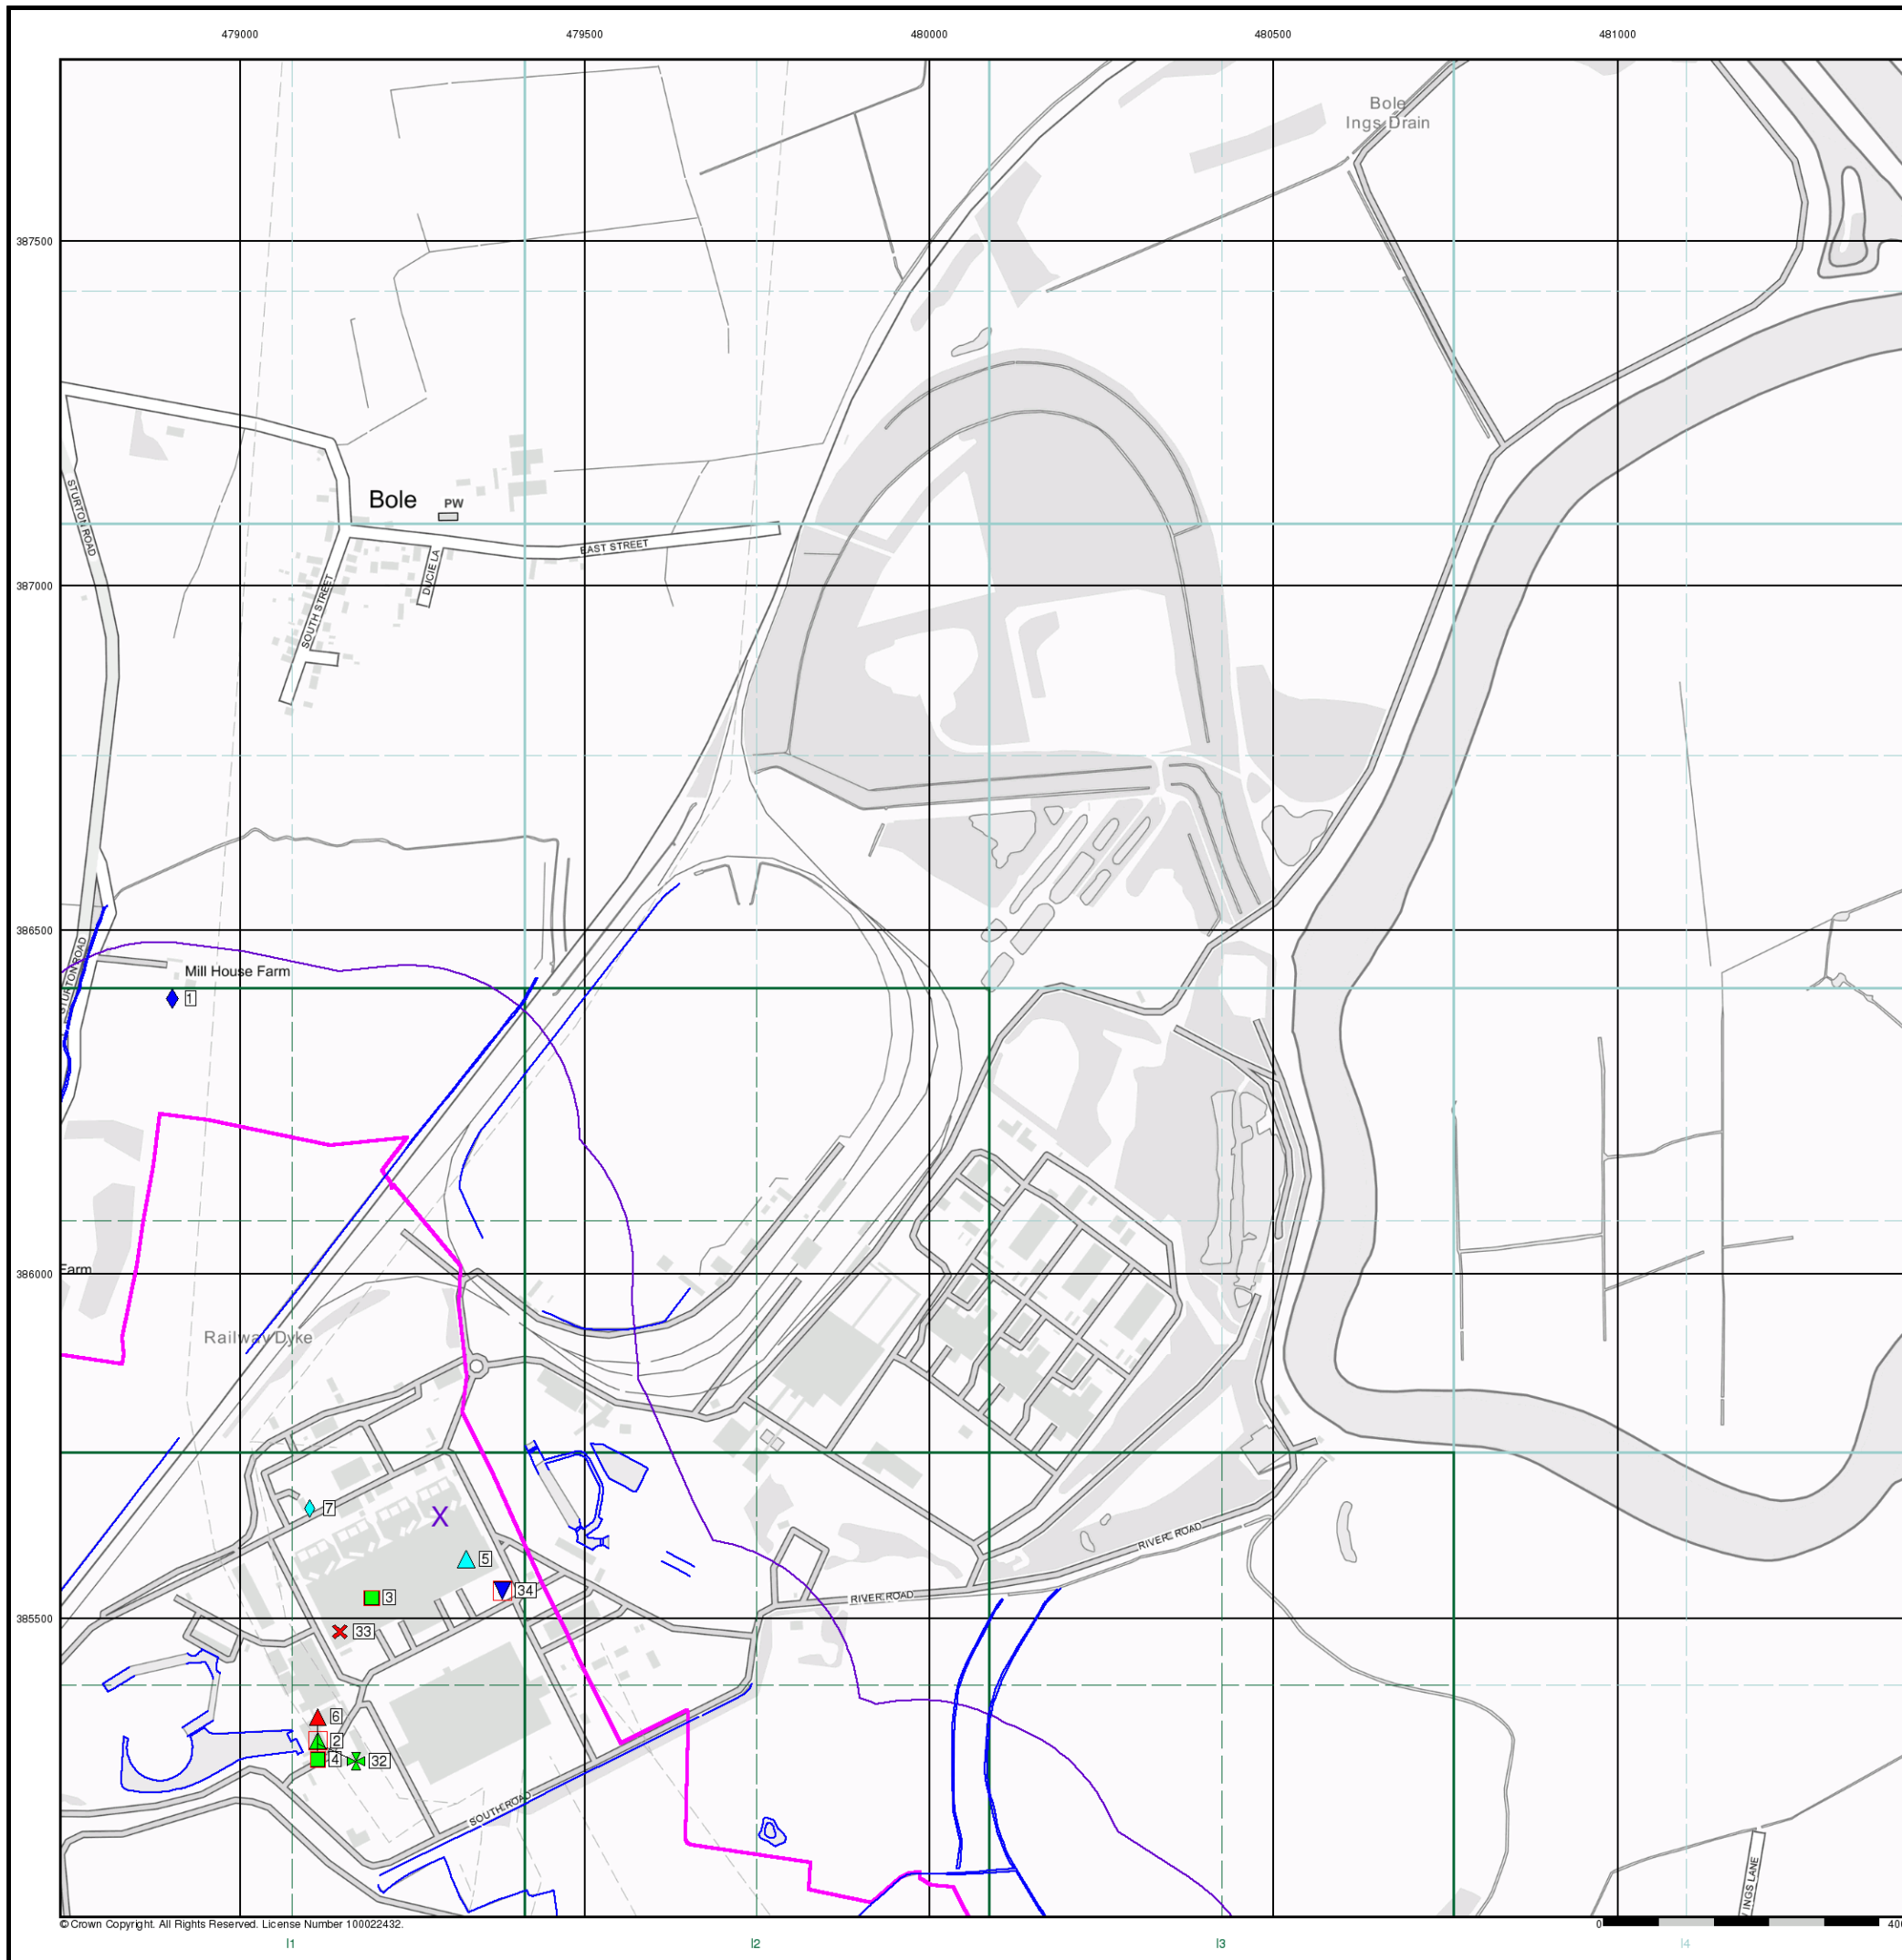 479000 479500 480000 480500 481000
Bole
Ings Drain
387500
STURTON ROAD
Bole
PW
EAST STREET
DUCIE LA
SOUTH STREET
387000
386500
STURTON ROAD
Mill House Farm
1
386000
Farm
Railway Dyke
7
X
5
34
3
33
RIVER ROAD
RIVER ROAD
385500
6
2
4
32
SOUTH ROAD
INGS LANE
© Crown Copyright. All Rights Reserved. License Number 100022432.
0 400
I1 I2 I3 I4